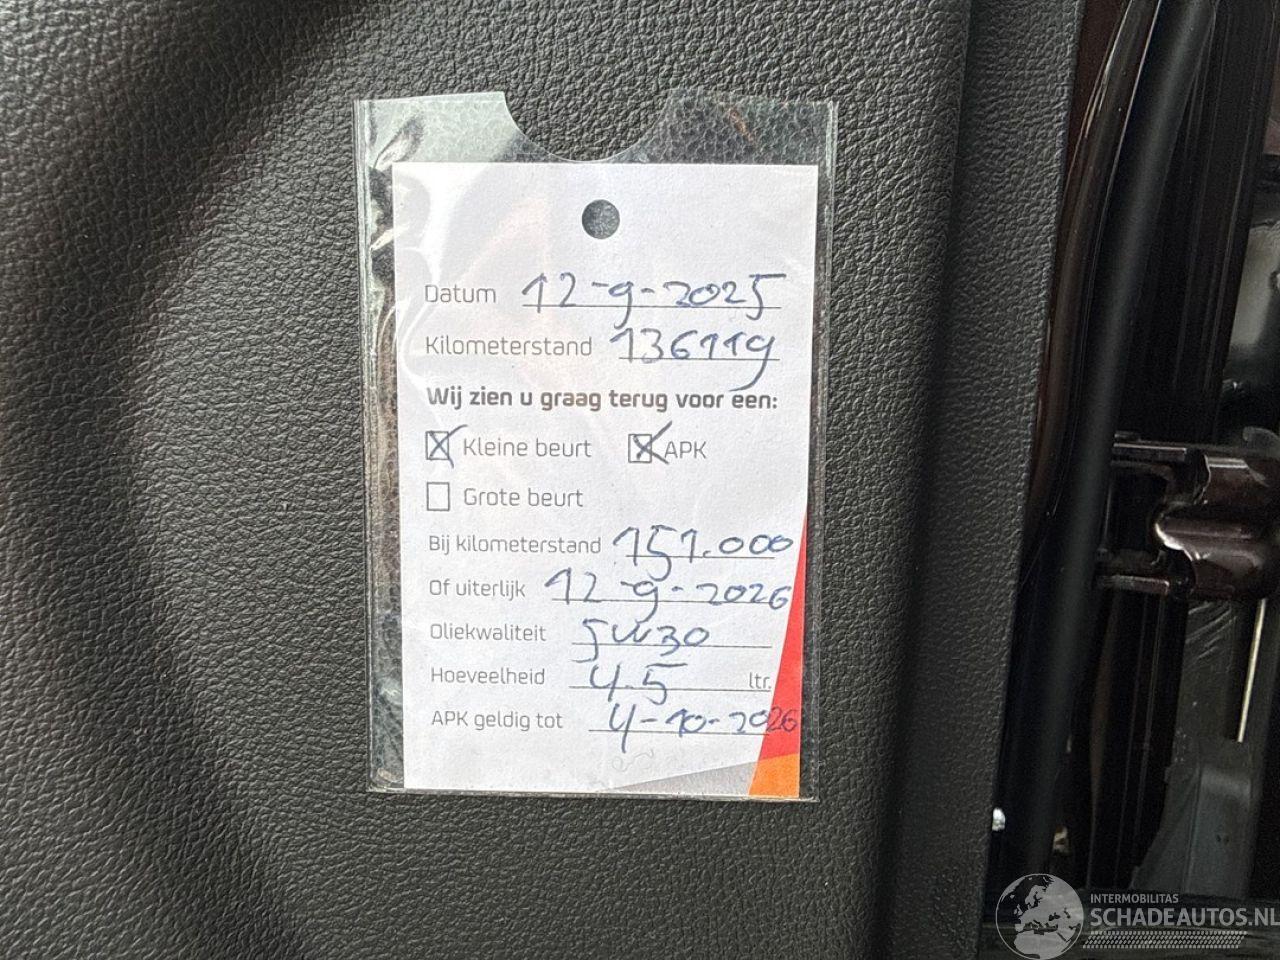 Datum 12-9-2025
Kilometerstand 136119
Wij zien u graag terug voor een:
Kleine beurt APK
Grote beurt
Bij kilometerstand 151.000
Of uiterlijk 12-9-2026
Oliekwaliteit 5W30
Hoeveelheid 4.5 ltr.
APK geldig tot 4-10-2026
INTERMOBILITAS
SCHADEAUTOS.NL